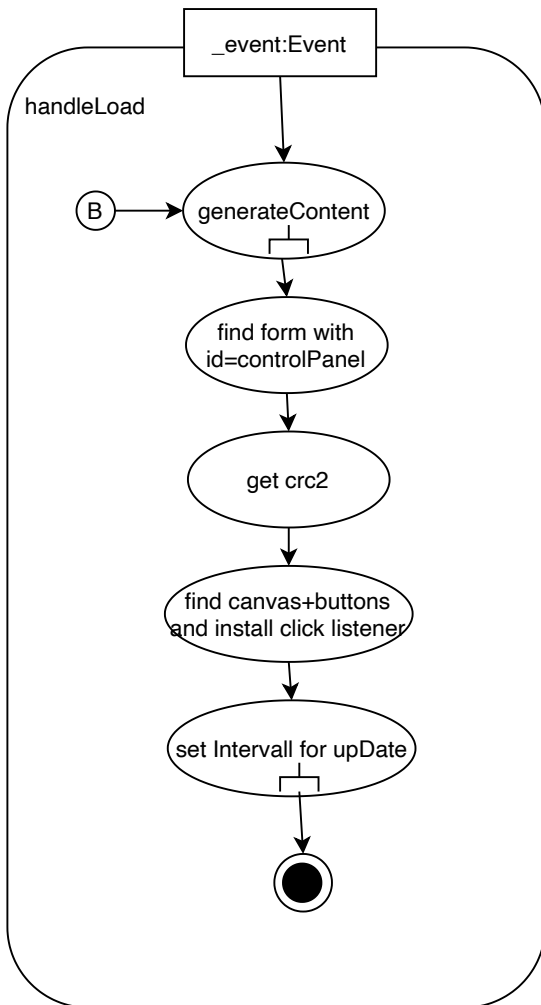 _event:Event
handleLoad
B
generateContent
find form with
id=controlPanel
get crc2
find canvas+buttons
and install click listener
set Intervall for upDate